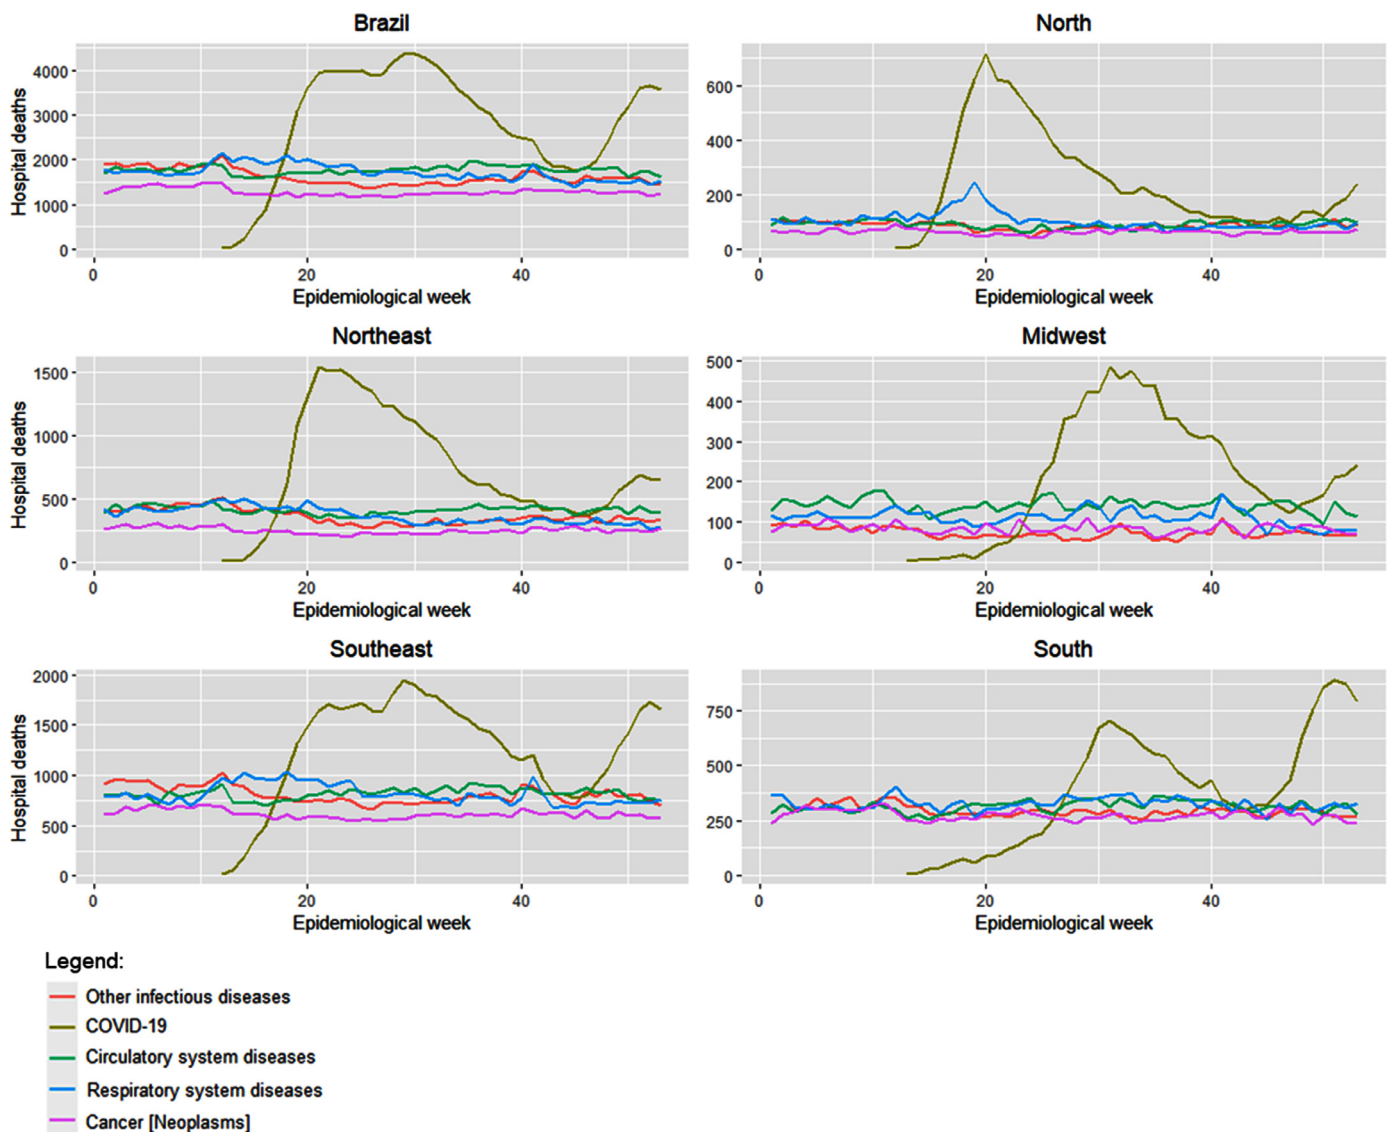 Brazil
Hospital deaths
4000
3000
2000
1000
0
0 20 40
Epidemiological week
North
600
400
200
0
0 20 40
Epidemiological week
Northeast
Hospital deaths
1500
1000
500
0
0 20 40
Epidemiological week
Midwest
500
400
300
200
100
0
0 20 40
Epidemiological week
Southeast
Hospital deaths
2000
1500
1000
500
0
0 20 40
Epidemiological week
South
750
500
250
0
0 20 40
Epidemiological week
Legend:
Other infectious diseases
COVID-19
Circulatory system diseases
Respiratory system diseases
Cancer [Neoplasms]